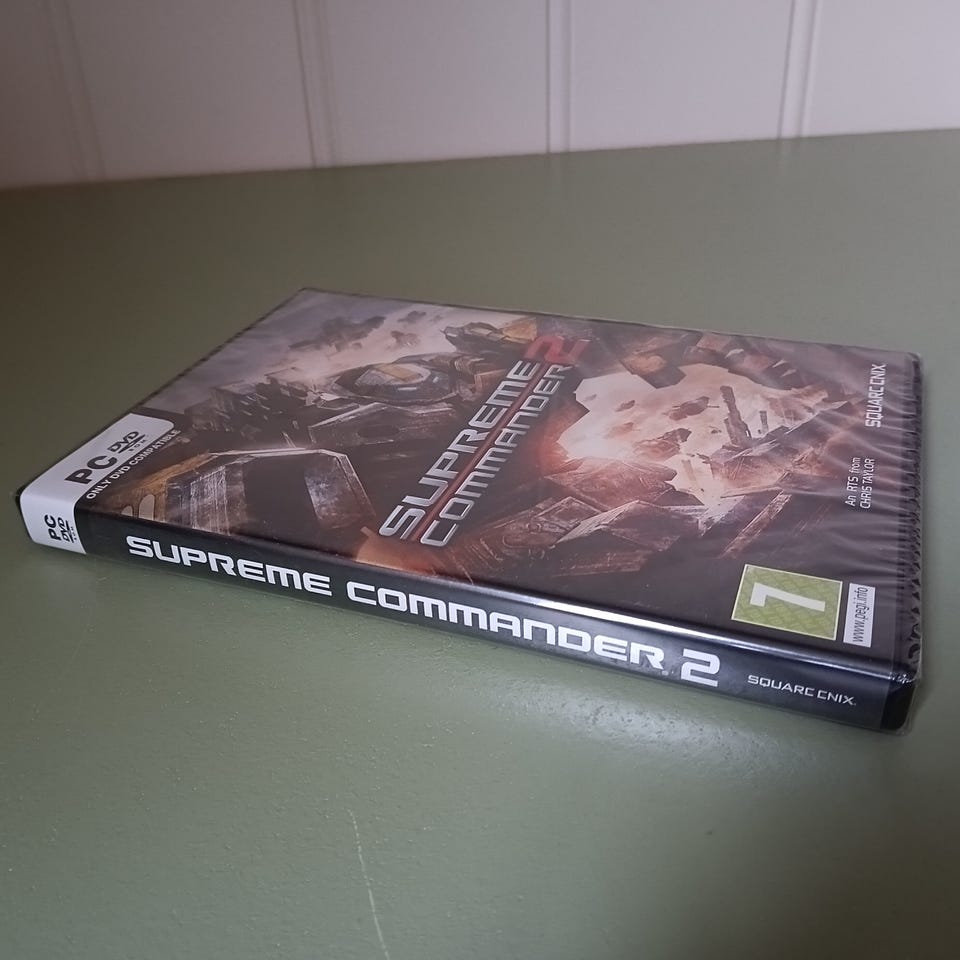 PC DVD
ROM
ONLY DVD COMPATIBLE
SUPREME
COMMANDER 2
SQUARE ENIX
An RTS from
CHRIS TAYLOR
7
www.pegi.info
PC
DVD
ROM
SUPREME COMMANDER 2
SQUARE ENIX.